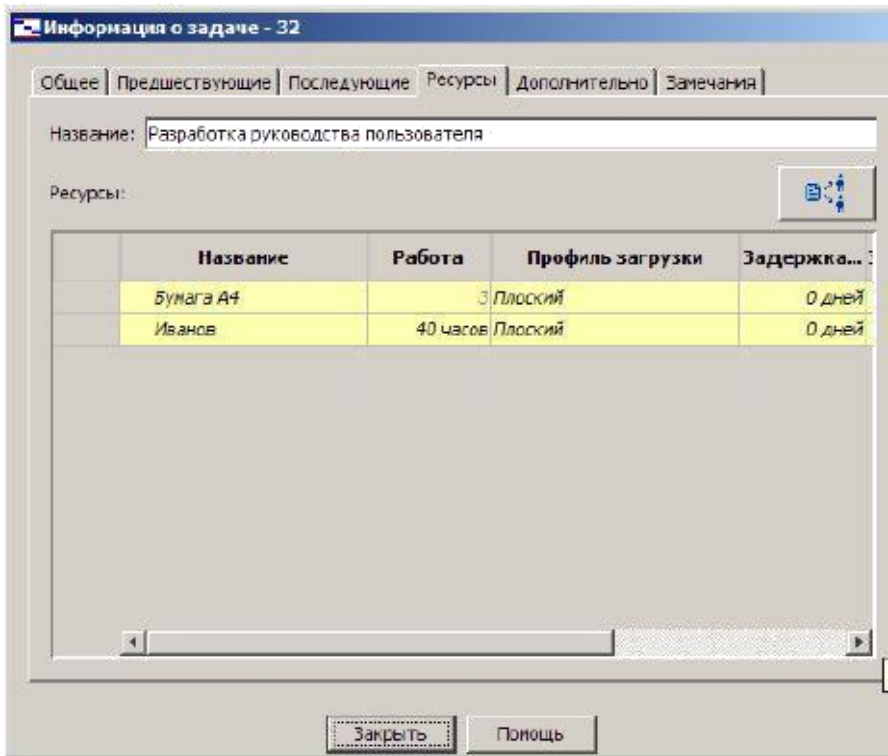 Информация о задаче - 32
Общее Предшествующие Последующие Ресурсы Дополнительно Замечания
Название: Разработка руководства пользователя
Ресурсы:
Название Работа Профиль загрузки Задержка...
Бумага А4 3 Плоский 0 дней
Иванов 40 часов Плоский 0 дней
Закрыть Помощь